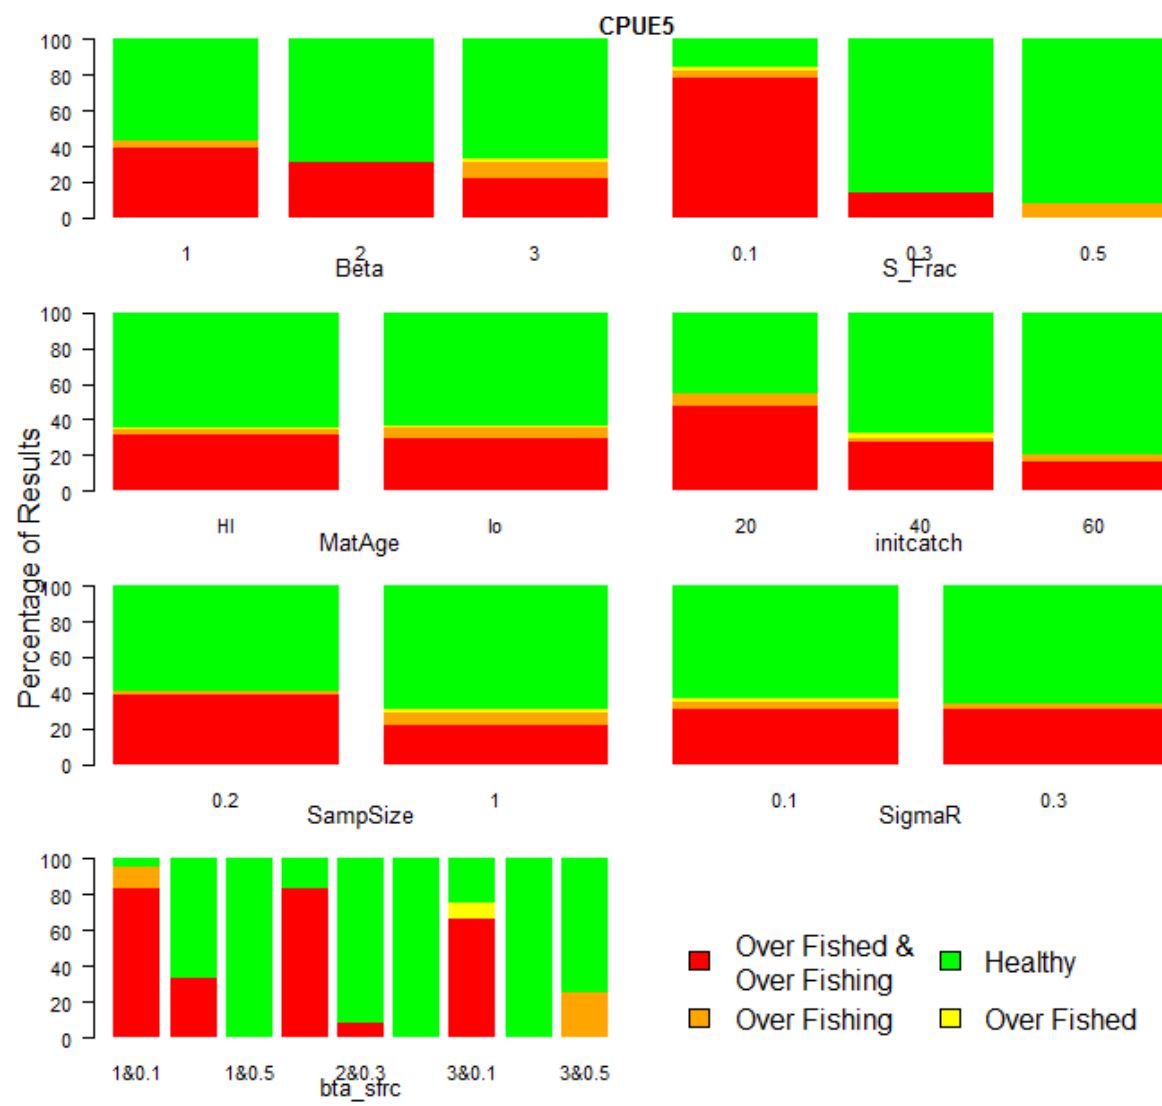 CPUE5
100
80
60
40
20
0
1 2 3
Beta
0.1 0.3 0.5
S_Frac
Percentage of Results
100
80
60
40
20
0
HI lo
MatAge
20 40 60
initcatch
100
80
60
40
20
0
0.2 1
SampSize
0.1 0.3
SigmaR
100
80
60
40
20
0
1&0.1 1&0.5 2&0.3 3&0.1 3&0.5
bta_sfrc
Over Fished &
Over Fishing
Over Fishing
Healthy
Over Fished